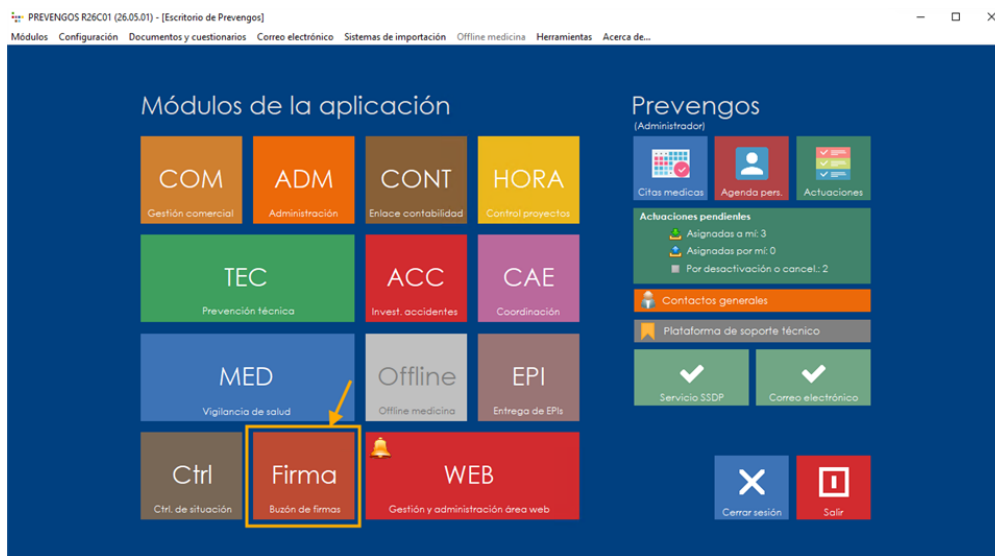 PREVENGOS R26C01 (26.05.01) - [Escritorio de Prevengos]
Módulos Configuración Documentos y cuestionarios Correo electrónico Sistemas de importación Offline medicina Herramientas Acerca de...
Módulos de la aplicación
COM
Gestión comercial
ADM
Administración
CONT
Enlace contabilidad
HORA
Control proyectos
TEC
Prevención técnica
ACC
Invest. accidentes
CAE
Coordinación
MED
Vigilancia de salud
Offline
Offline medicina
EPI
Entrega de EPIs
Ctrl
Ctrl. de situación
Firma
Buzón de firmas
WEB
Gestión y administración área web
Prevengos
(Administrador)
Citas medicas
Agenda pers.
Actuaciones
Actuaciones pendientes
Asignadas a mí: 3
Asignadas por mí: 0
Por desactivación o cancel.: 2
Contactos generales
Plataforma de soporte técnico
Servicio SSDP
Correo electrónico
Cerrar sesión
Salir